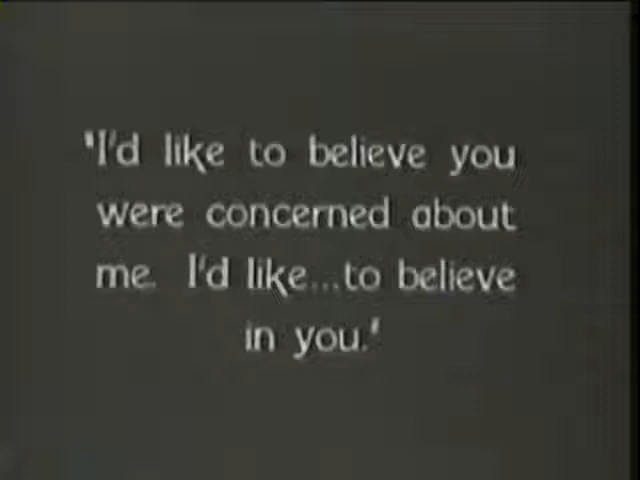 "I'd like to believe you
were concerned about
me. I'd like...to believe
in you."